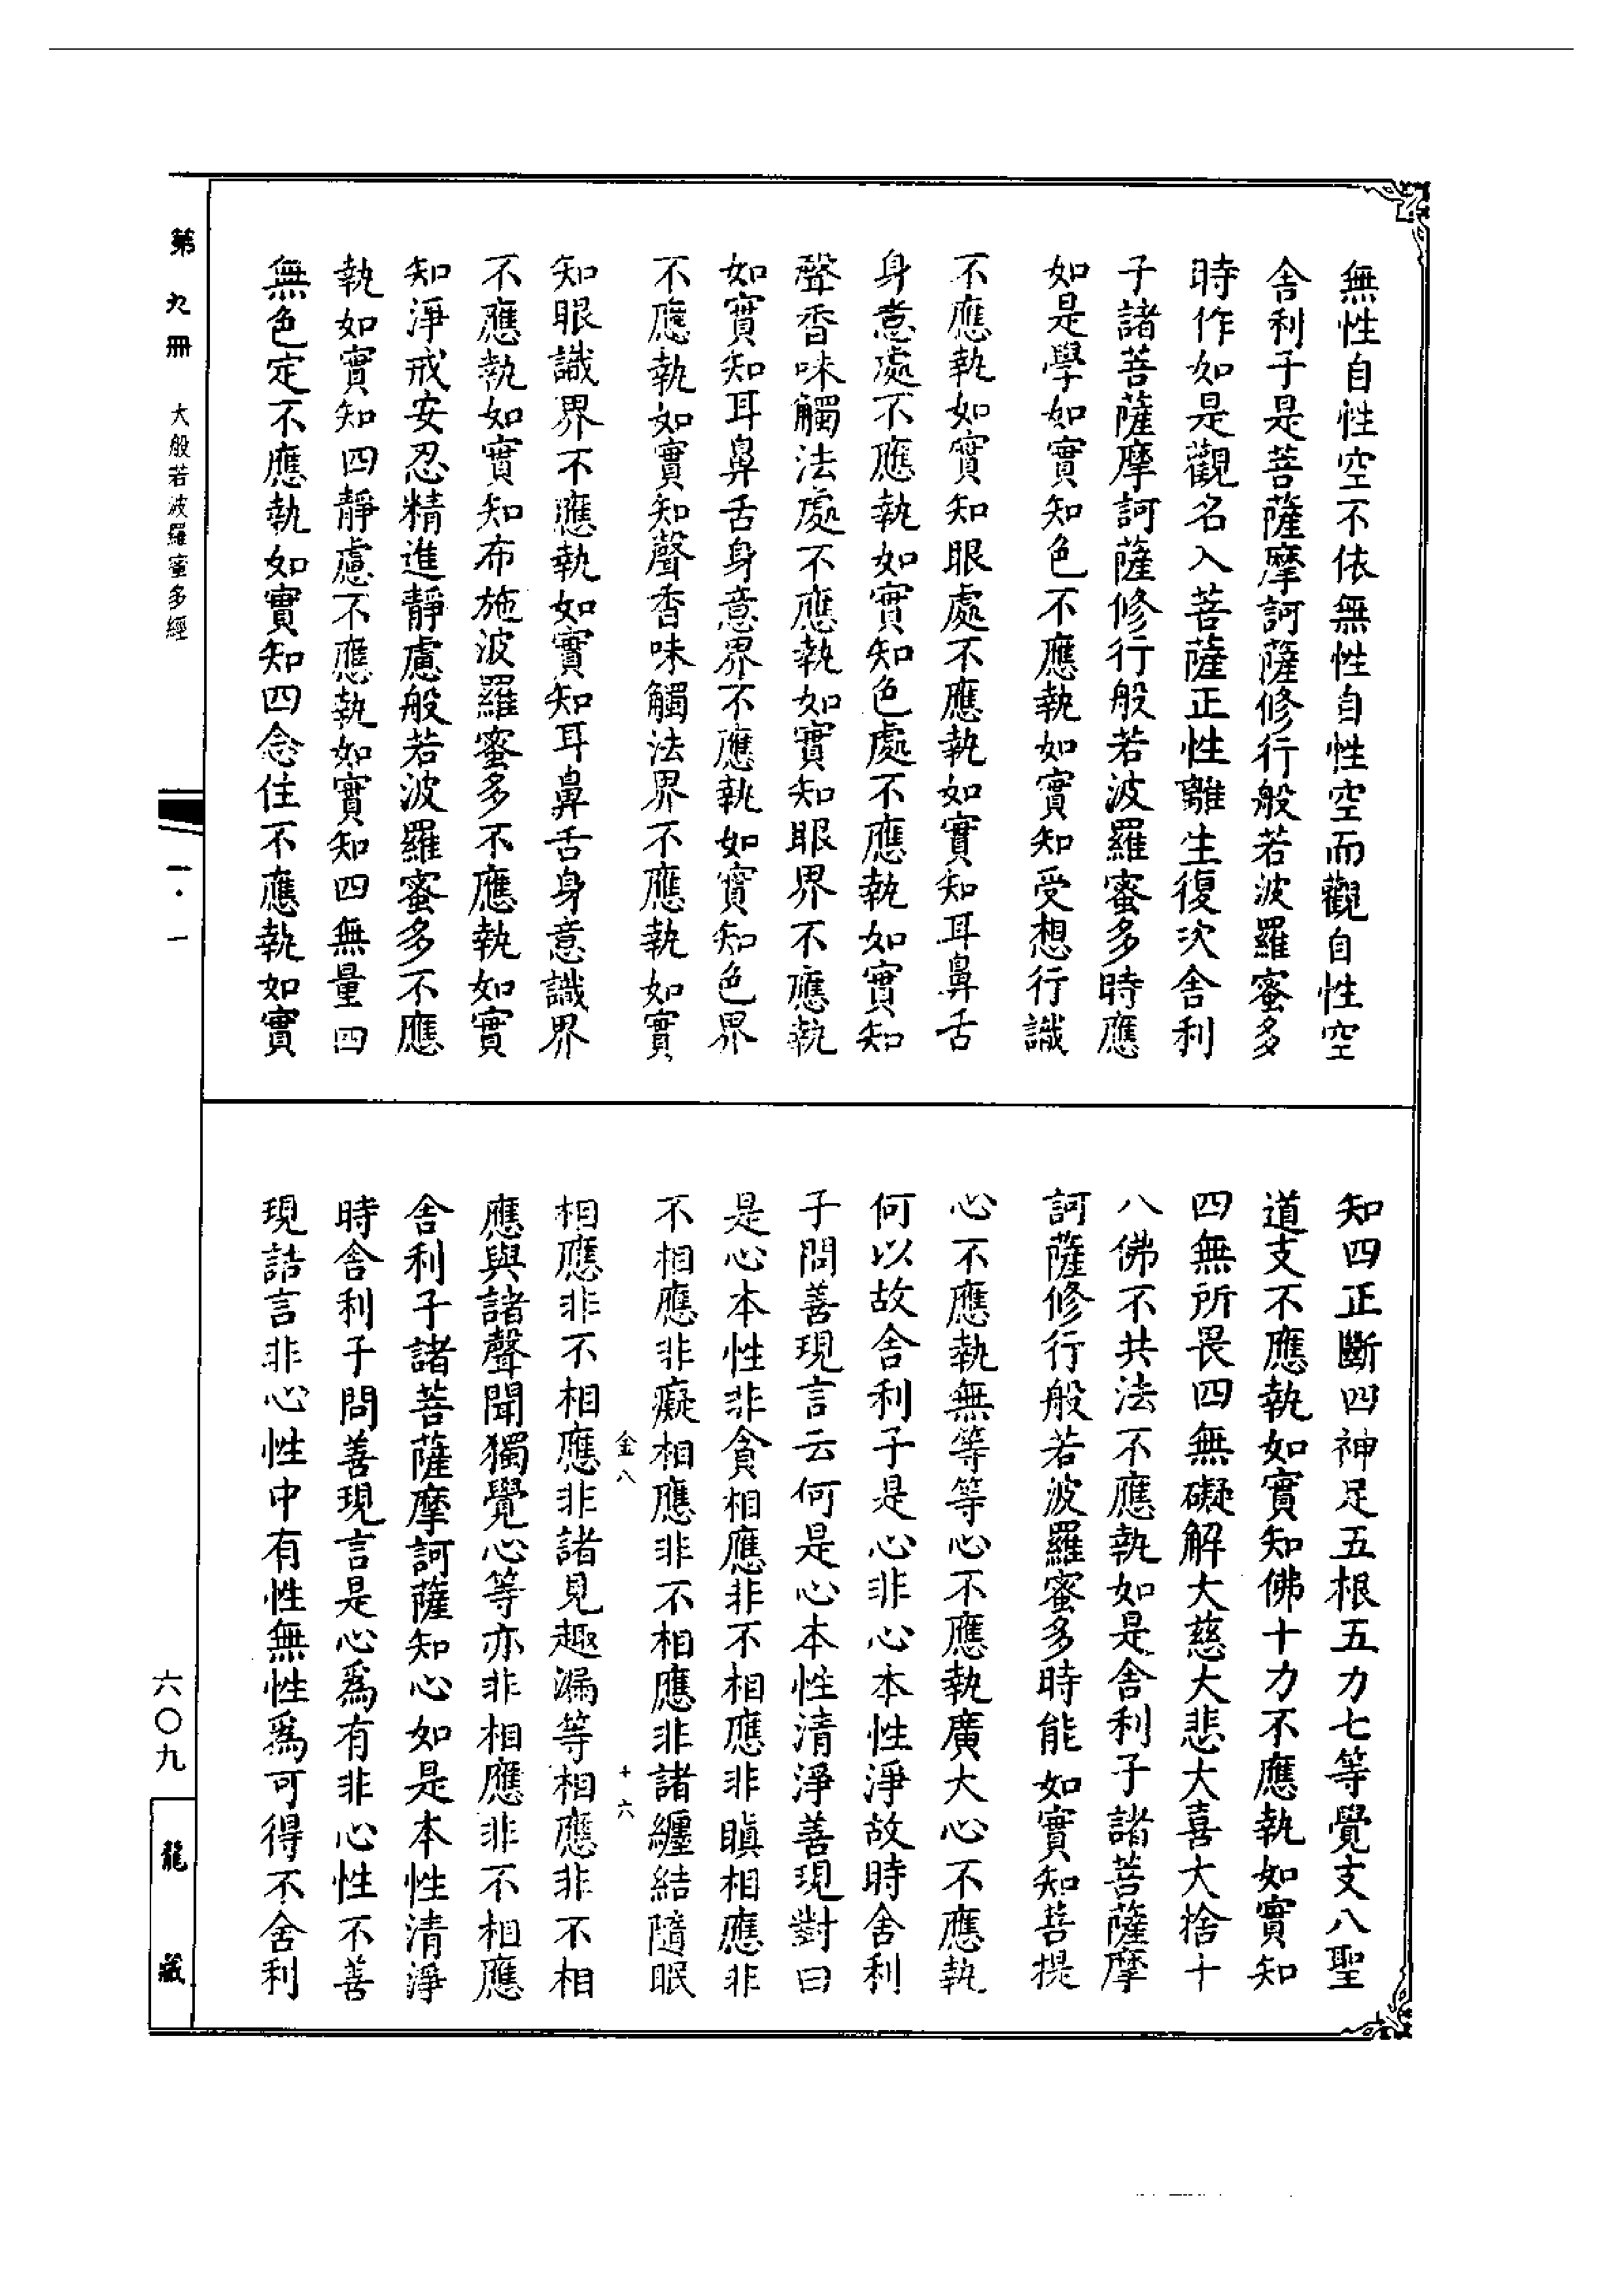 無性自性空不依無性自性空而觀自性空
舍利子是菩薩摩訶薩修行般若波羅蜜多
時作如是觀名入菩薩正性離生復次舍利
子諸菩薩摩訶薩修行般若波羅蜜多時應
如是學如實知色不應執如實知受想行識
不應執如實知眼處不應執如實知耳鼻舌
身意處不應執如實知色處不應執如實知
聲香味觸法處不應執如實知眼界不應執
如實知耳鼻舌身意界不應執如實知色界
不應執如實知聲香味觸法界不應執如實
知眼識界不應執如實知耳鼻舌身意識界
不應執如實知布施波羅蜜多不應執如實
知淨戒安忍精進靜慮般若波羅蜜多不應
執如實知四靜慮不應執如實知四無量四
無色定不應執如實知四念住不應執如實
知四正斷四神足五根五力七等覺支八聖
道支不應執如實知佛十力不應執如實知
四無所畏四無礙解大慈大悲大喜大捨十
八佛不共法不應執如是舍利子諸菩薩摩
訶薩修行般若波羅蜜多時能如實知菩提
心不應執無等等心不應執廣大心不應執
何以故舍利子是心非心本性淨故時舍利
子問善現言云何是心本性清淨善現對曰
是心本性非貪相應非不相應非瞋相應非
不相應非癡相應非不相應非諸纏結隨眠
金八 十六
相應非不相應非諸見趣漏等相應非不相
應與諸聲聞獨覺心等亦非相應非不相應
舍利子諸菩薩摩訶薩知心如是本性清淨
時舍利子問善現言是心為有非心性不善
現詰言非心性中有性無性為可得不舍利
第九冊 大般若波羅蜜多經
一·一
六〇九
龍藏